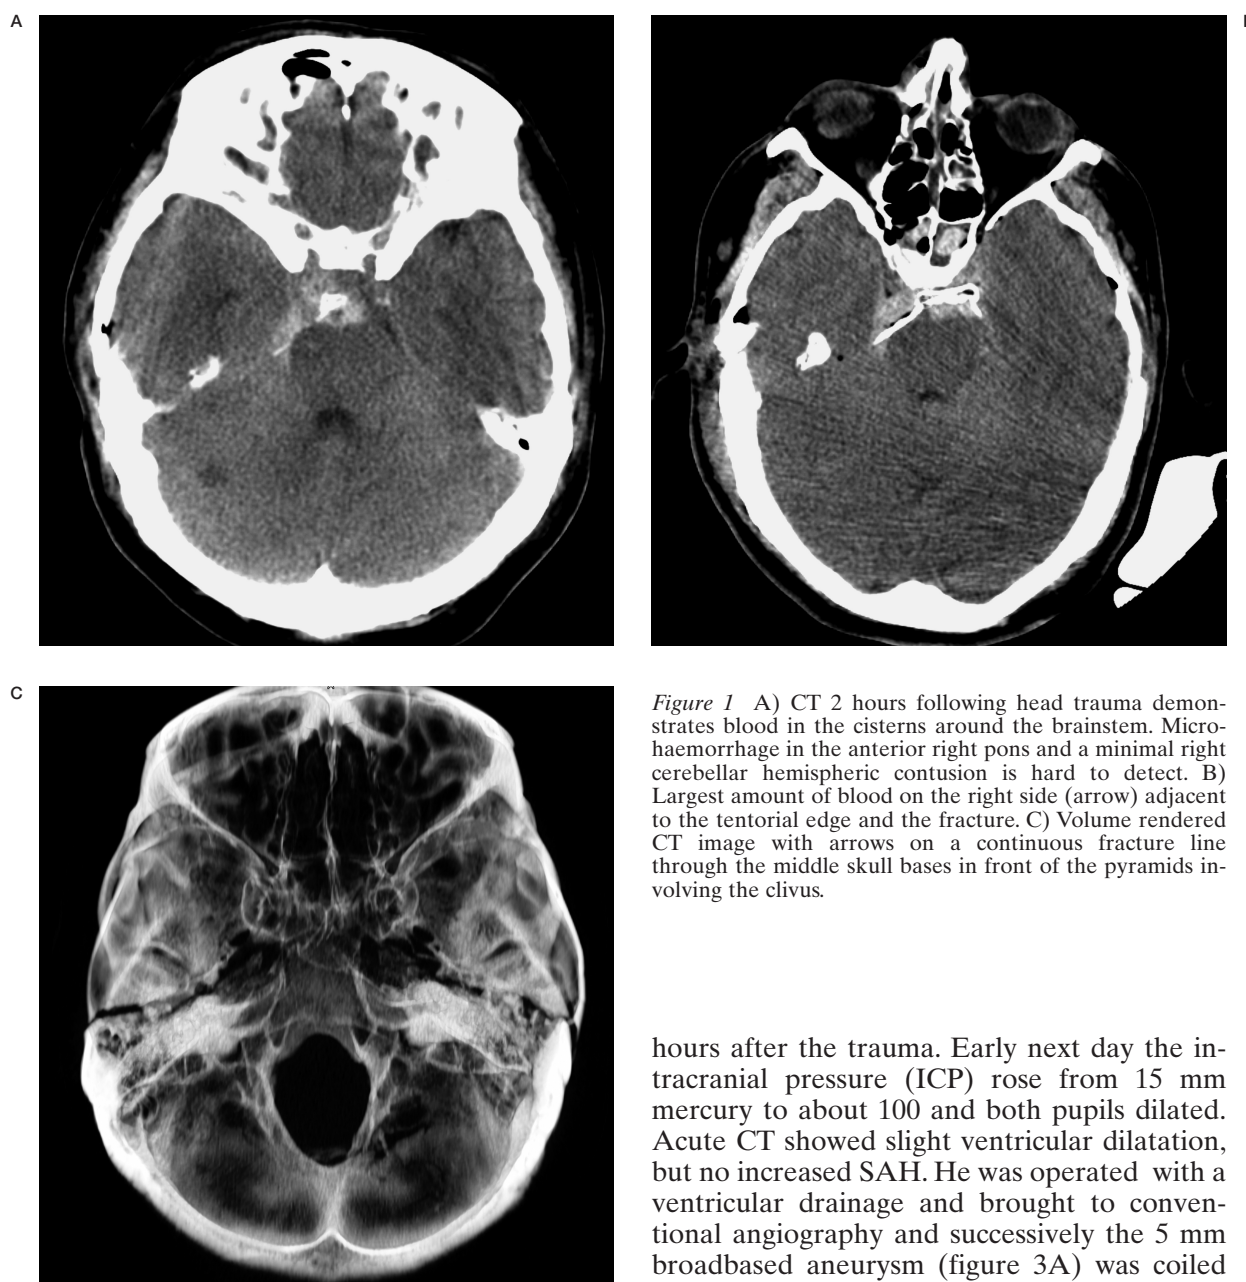 A
C
Figure 1 A) CT 2 hours following head trauma demon-
strates blood in the cisterns around the brainstem. Micro-
haemorrhage in the anterior right pons and a minimal right
cerebellar hemispheric contusion is hard to detect. B)
Largest amount of blood on the right side (arrow) adjacent
to the tentorial edge and the fracture. C) Volume rendered
CT image with arrows on a continuous fracture line
through the middle skull bases in front of the pyramids in-
volving the clivus.
hours after the trauma. Early next day the in-
tracranial pressure (ICP) rose from 15 mm
mercury to about 100 and both pupils dilated.
Acute CT showed slight ventricular dilatation,
but no increased SAH. He was operated with a
ventricular drainage and brought to conven-
tional angiography and successively the 5 mm
broadbased aneurysm (figure 3A) was coiled